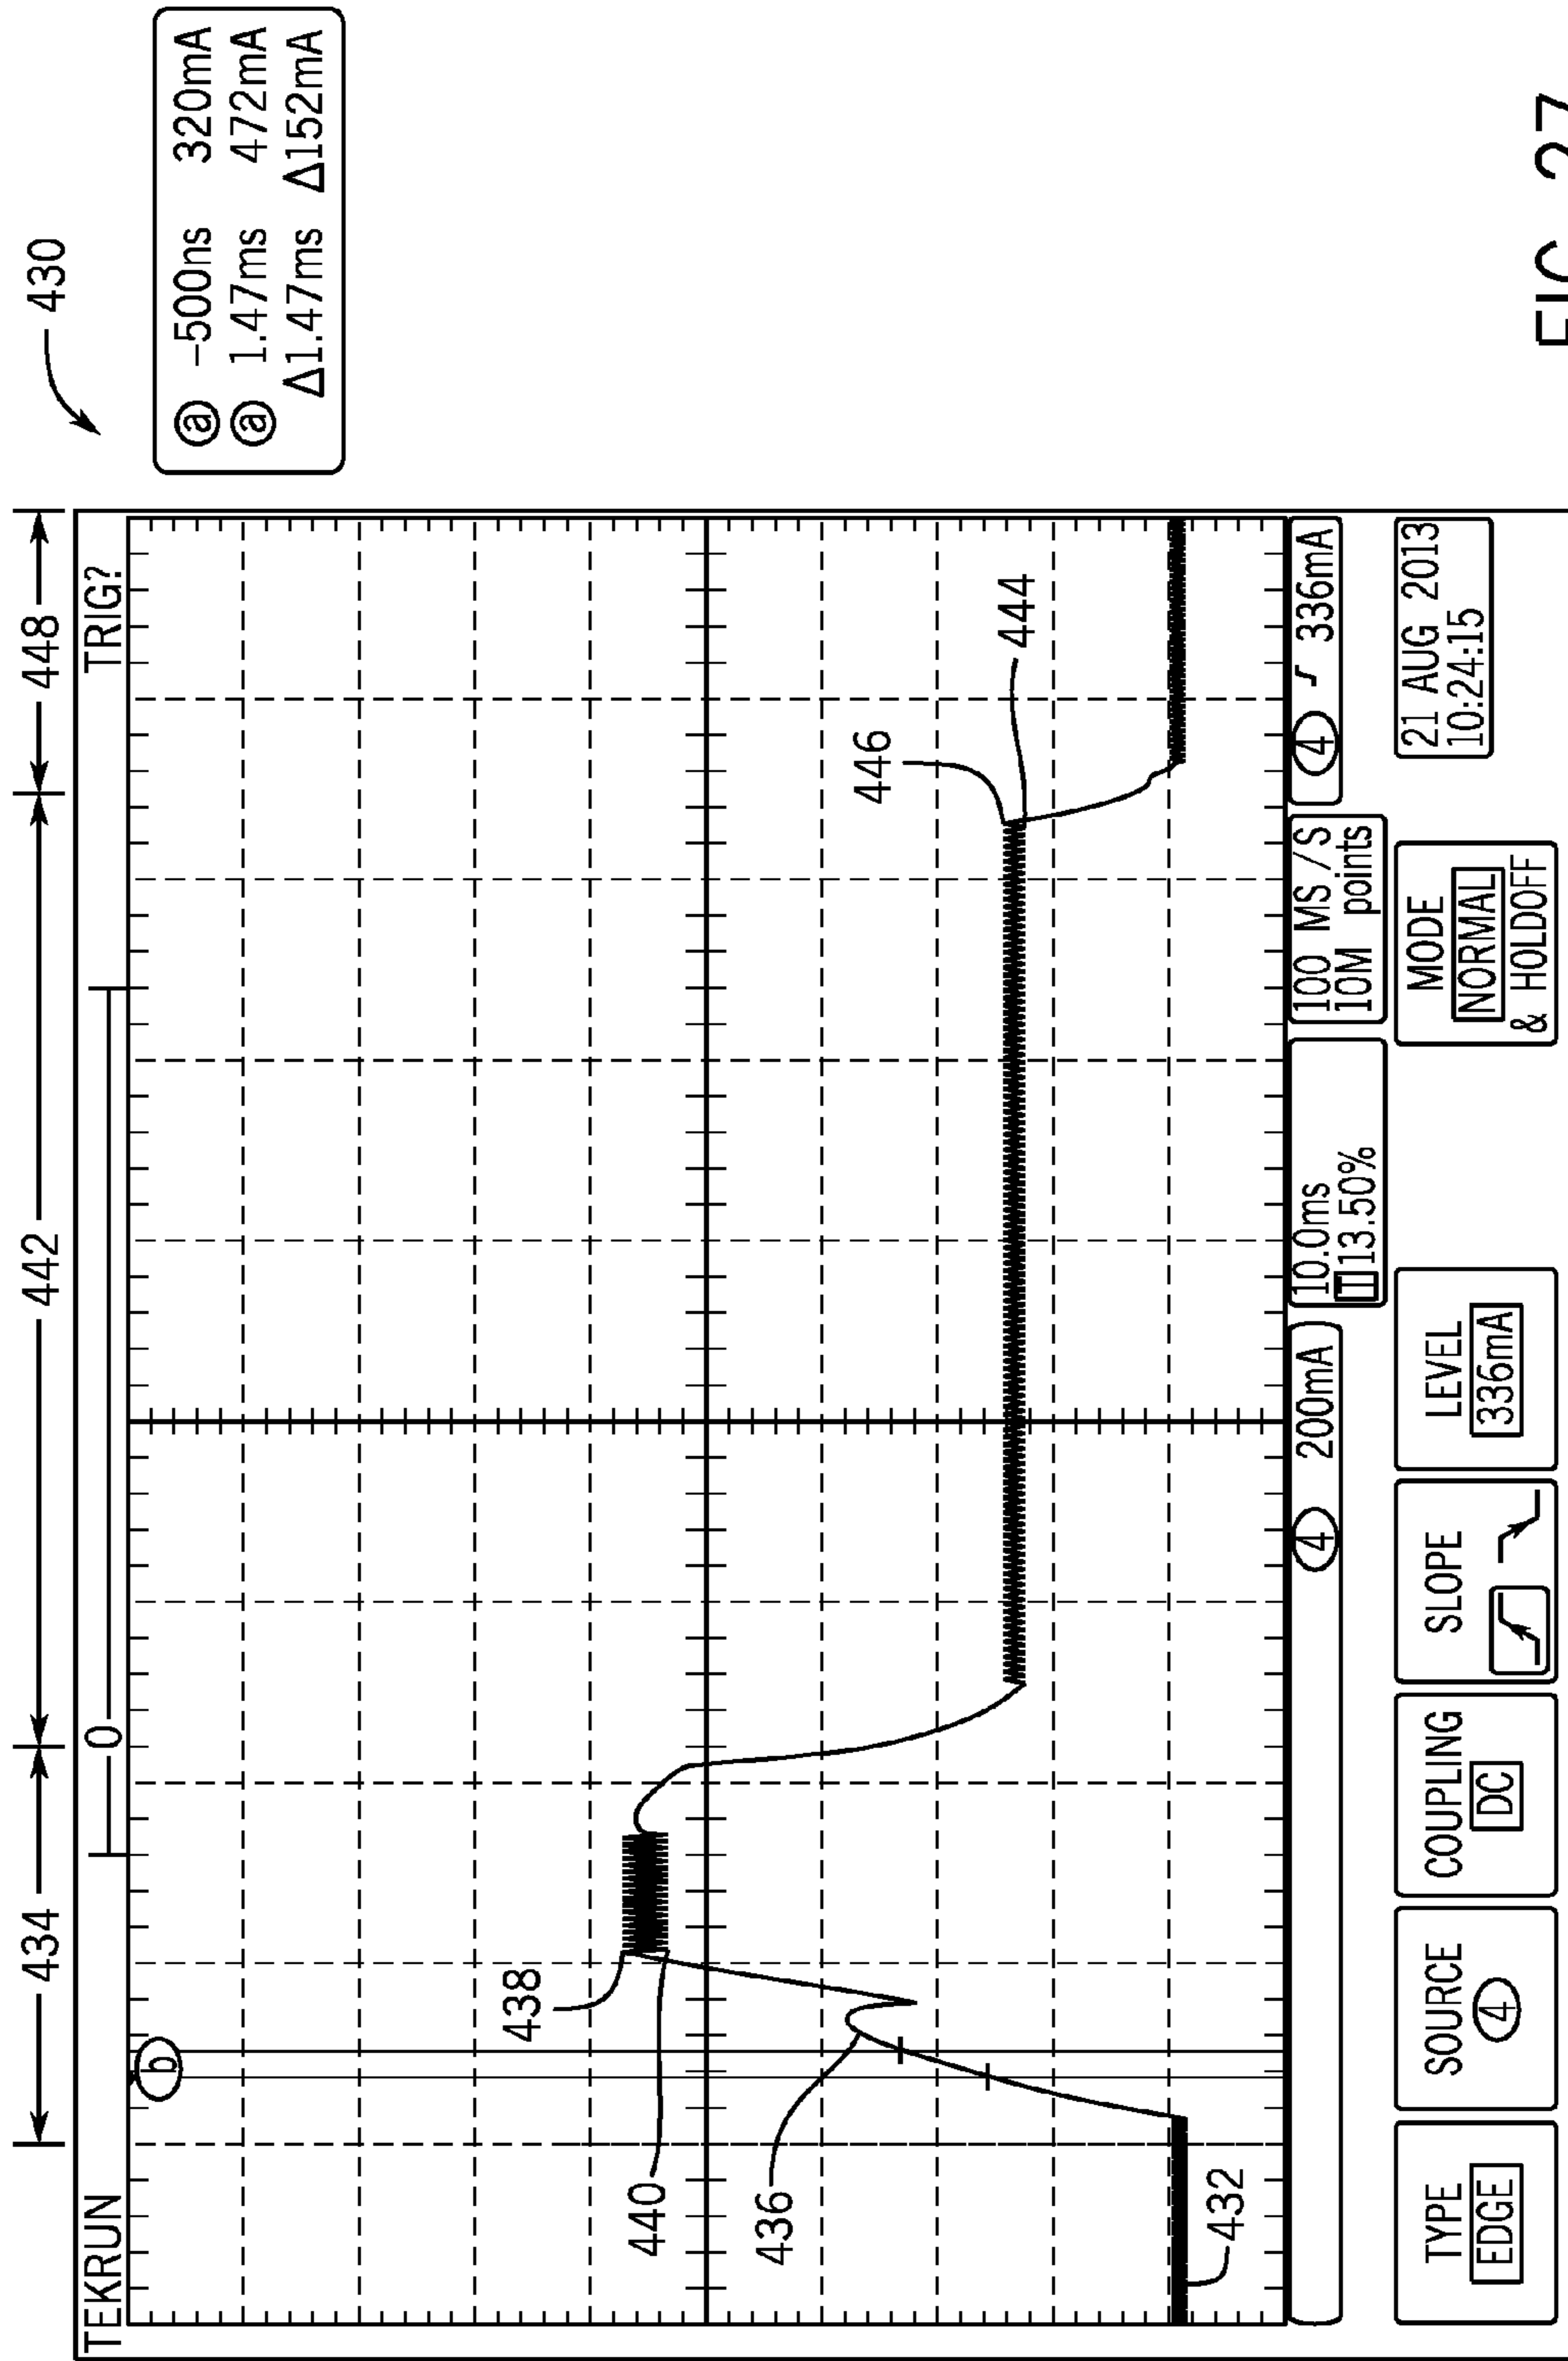 430
434
442
448
TEKRUN
0
TRIG?
@ -500ns 320mA
@ 1.47ms 472mA
Δ1.47ms Δ152mA
b
438
440
436
432
446
444
4 200mA
10.0ms
T 13.50%
100 MS/S
10M points
4 336mA
TYPE
EDGE
SOURCE
4
COUPLING
DC
SLOPE
LEVEL
336mA
MODE
NORMAL
& HOLDOFF
21 AUG 2013
10:24:15